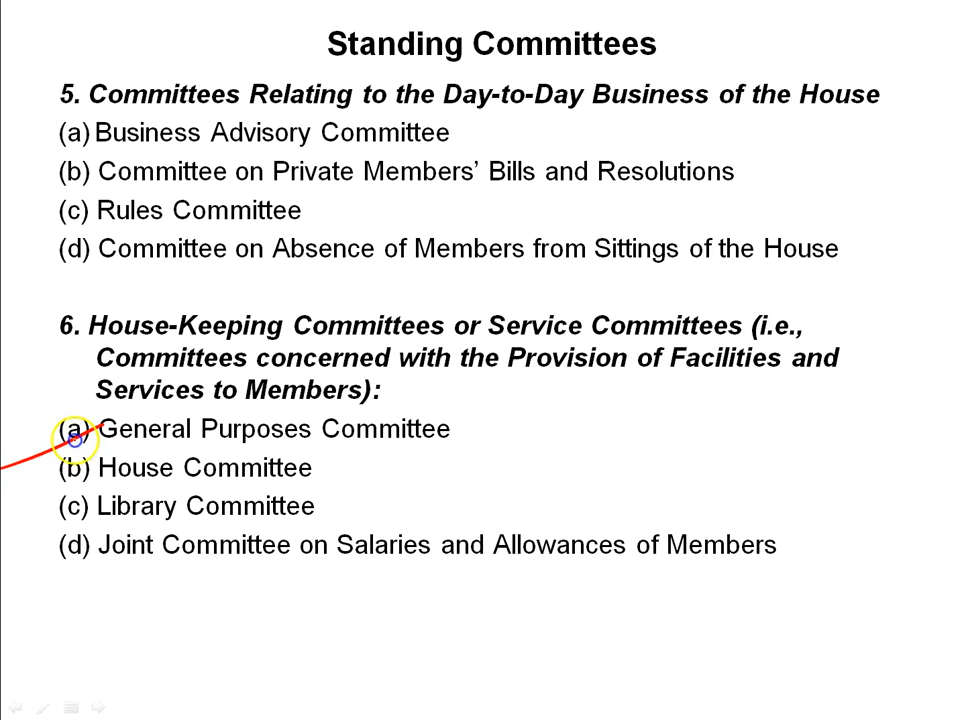 Standing Committees
5. Committees Relating to the Day-to-Day Business of the House
(a) Business Advisory Committee
(b) Committee on Private Members’ Bills and Resolutions
(c) Rules Committee
(d) Committee on Absence of Members from Sittings of the House
6. House-Keeping Committees or Service Committees (i.e.,
Committees concerned with the Provision of Facilities and
Services to Members):
(a) General Purposes Committee
(b) House Committee
(c) Library Committee
(d) Joint Committee on Salaries and Allowances of Members